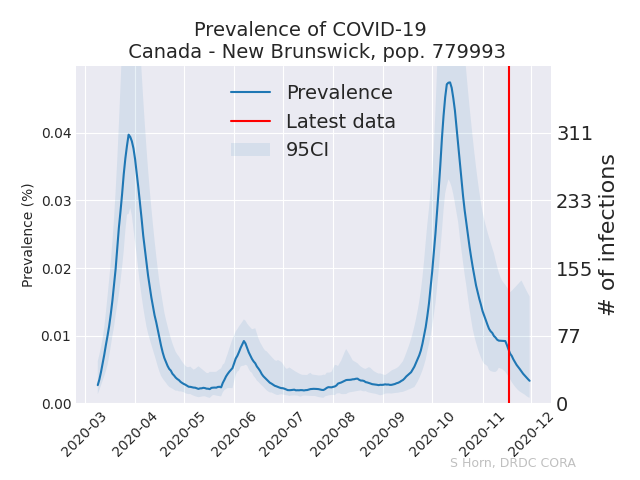 Prevalence of COVID-19
Canada - New Brunswick, pop. 779993
Prevalence
Latest data
95CI
0.04
0.03
0.02
0.01
0.00
Prevalence (%)
311
233
155
77
0
# of infections
2020-03
2020-04
2020-05
2020-06
2020-07
2020-08
2020-09
2020-10
2020-11
2020-12
S Horn, DRDC CORA